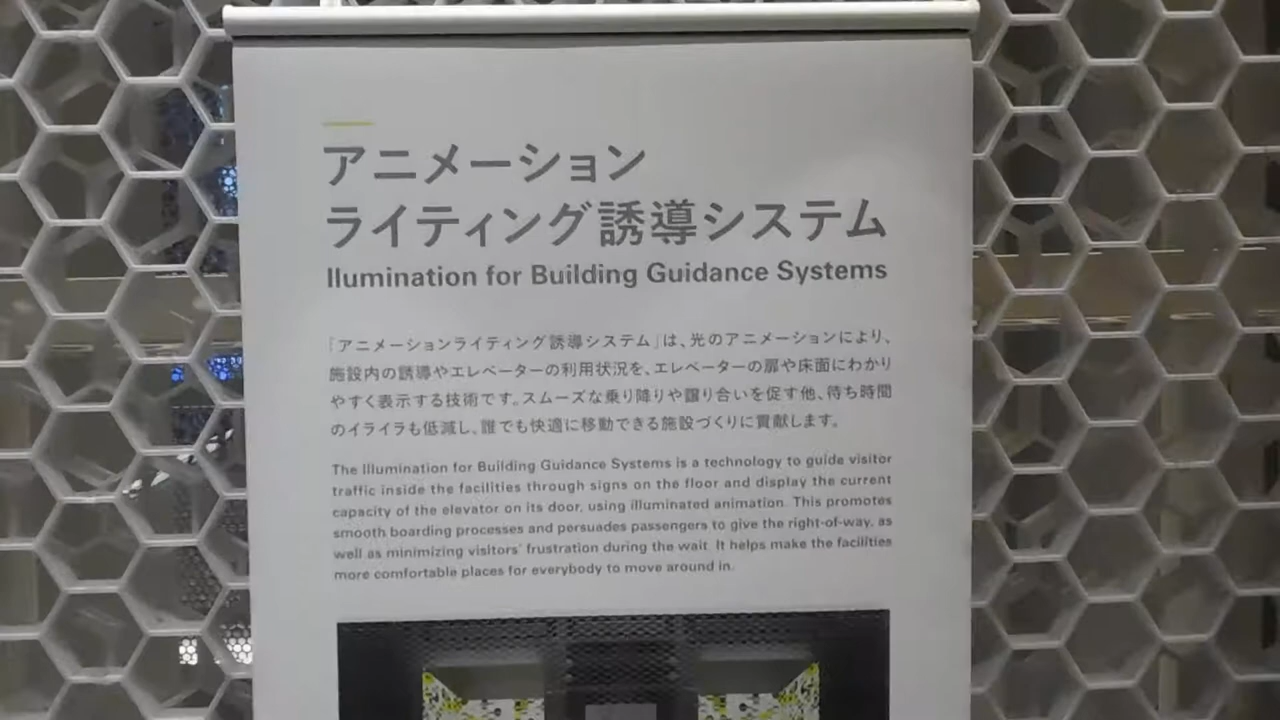 アニメーション
ライティング誘導システム
Illumination for Building Guidance Systems
「アニメーションライティング誘導システム」は、光のアニメーションにより、
施設内の誘導やエレベーターの利用状況を、エレベーターの扉や床面にわかり
やすく表示する技術です。スムーズな乗り降りや譲り合いを促す他、待ち時間
のイライラも低減し、誰でも快適に移動できる施設づくりに貢献します。
The Illumination for Building Guidance Systems is a technology to guide visitor
traffic inside the facilities through signs on the floor and display the current
capacity of the elevator on its door, using illuminated animation. This promotes
smooth boarding processes and persuades passengers to give the right-of-way, as
well as minimizing visitors' frustration during the wait. It helps make the facilities
more comfortable places for everybody to move around in.